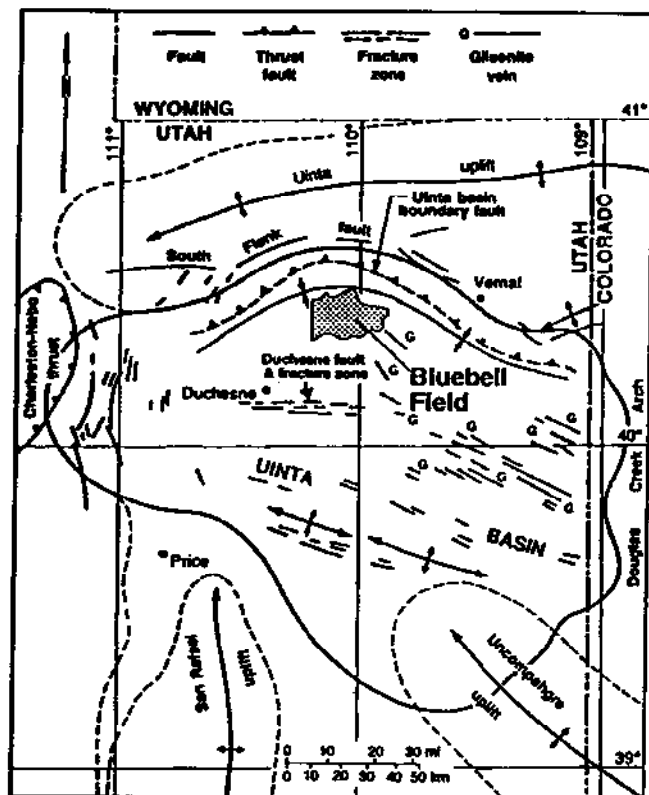 Fault
Thrust
fault
Fracture
zone
G
Gilsonite
vein
WYOMING
UTAH
41°
111°
110°
109°
Uinta
uplift
Uinta basin
boundary fault
South
Flank
fault
Vernal
UTAH
COLORADO
Charleston-Nebo
thrust
Duchesne fault
& fracture zone
Duchesne
Bluebell
Field
G
G
G
G
G
G
G
G
G
G
G
40°
Arch
Creek
Douglas
UINTA
BASIN
Price
San Rafael
uplift
Uncompahgre
uplift
0 10 20 30 mi
0 10 20 30 40 50 km
39°